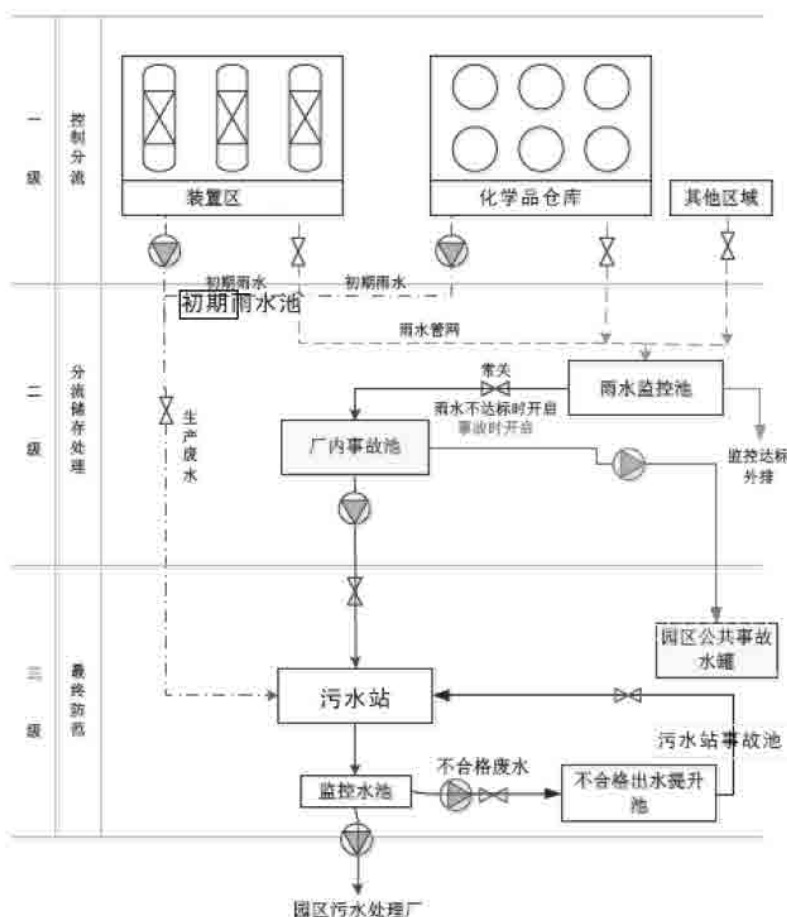 一级
控制分流
装置区
化学品仓库
其他区域
初期雨水
初期雨水
初期雨水池
雨水管网
二级
分流储存处理
生产废水
常关
雨水不达标时开启
事故时开启
雨水监控池
厂内事故池
监控达标
外排
三级
最终防范
园区公共事故
水罐
污水站
污水站事故池
不合格废水
监控水池
不合格出水提升
池
园区污水处理厂